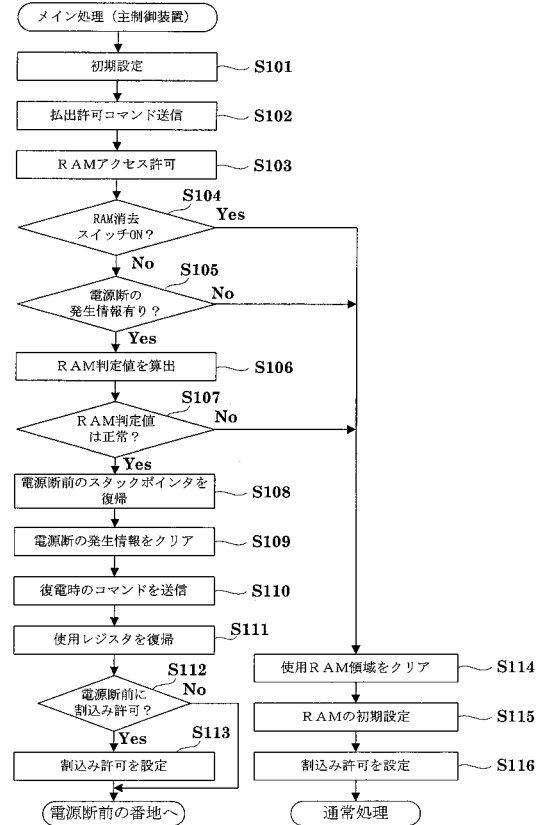 メイン処理（主制御装置）
初期設定
S101
払出許可コマンド送信
S102
ＲＡＭアクセス許可
S103
S104
RAM消去
スイッチON？
Yes
No
S105
電源断の
発生情報有り？
No
Yes
ＲＡＭ判定値を算出
S106
S107
ＲＡＭ判定値
は正常？
No
Yes
電源断前のスタックポインタを
復帰
S108
電源断の発生情報をクリア
S109
復電時のコマンドを送信
S110
使用レジスタを復帰
S111
S112
電源断前に
割込み許可？
No
Yes
S113
割込み許可を設定
電源断前の番地へ
使用ＲＡＭ領域をクリア
S114
ＲＡＭの初期設定
S115
割込み許可を設定
S116
通常処理